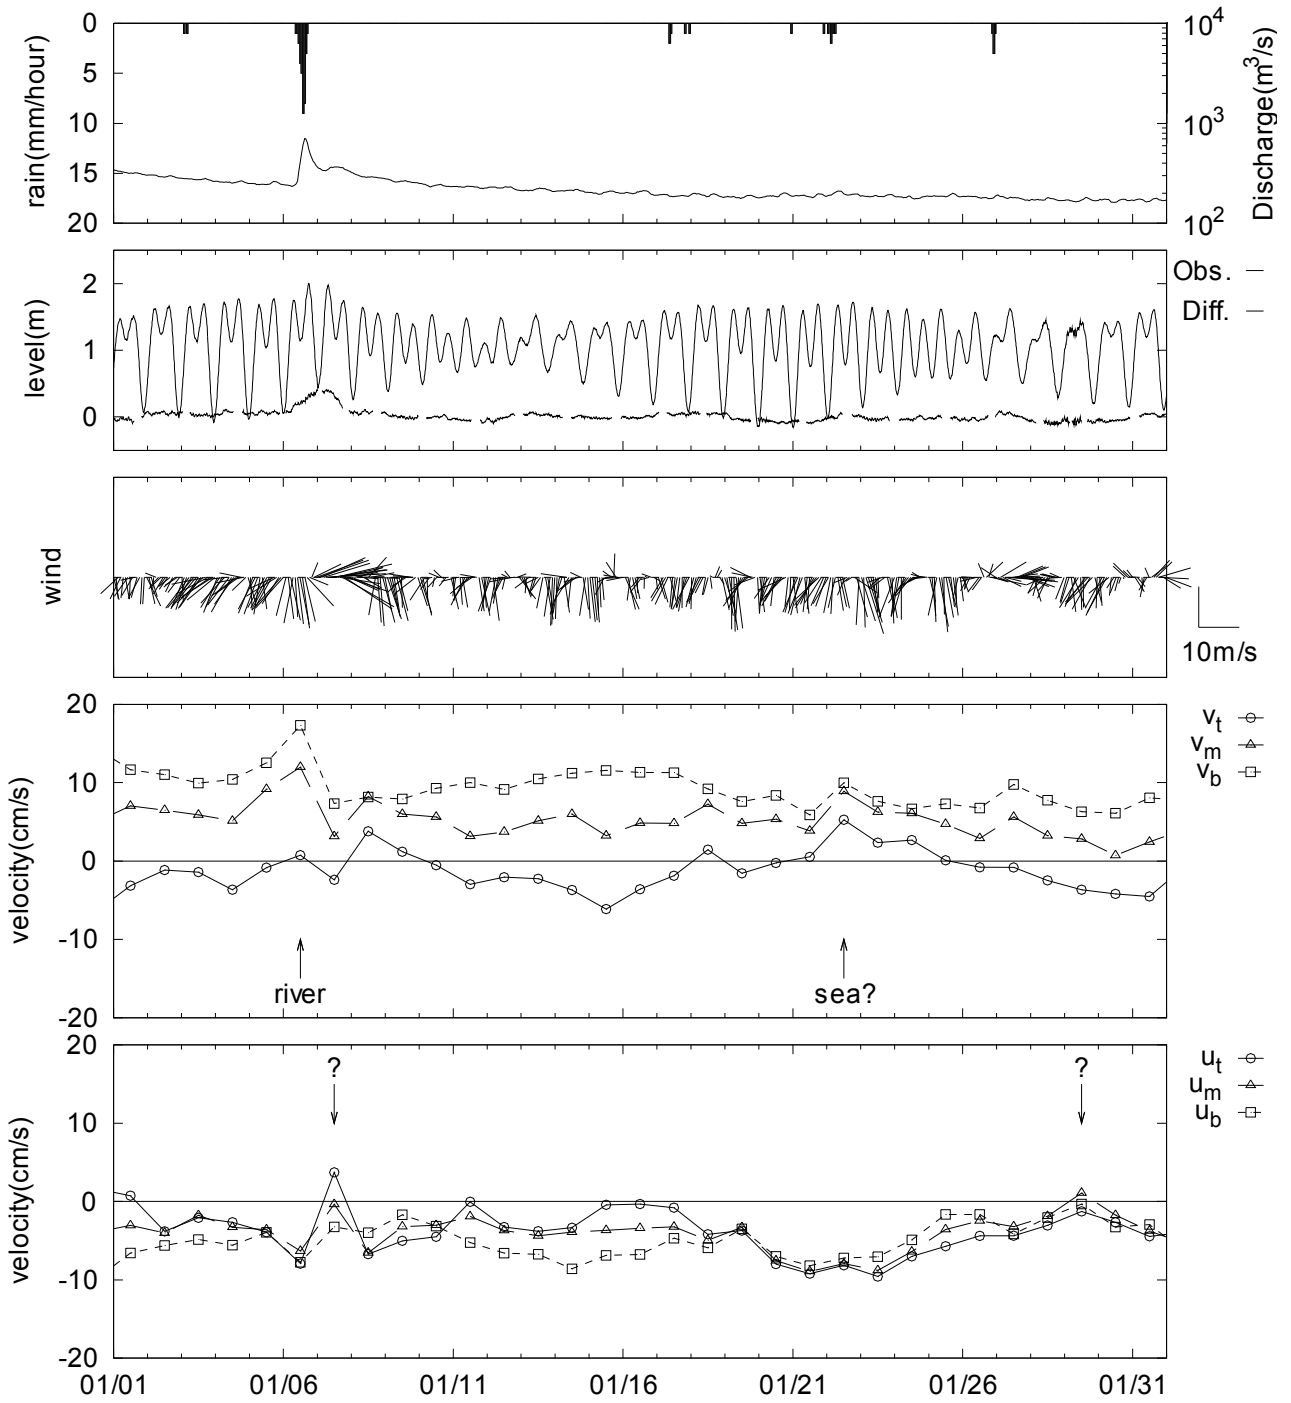 0
5
10
15
20
rain(mm/hour)
10^4
10^3
10^2
Discharge(m^3/s)
2
1
0
level(m)
Obs.
Diff.
wind
10m/s
20
10
0
-10
-20
velocity(cm/s)
v_t
v_m
v_b
river
sea?
20
10
0
-10
-20
velocity(cm/s)
?
?
u_t
u_m
u_b
01/01 01/06 01/11 01/16 01/21 01/26 01/31